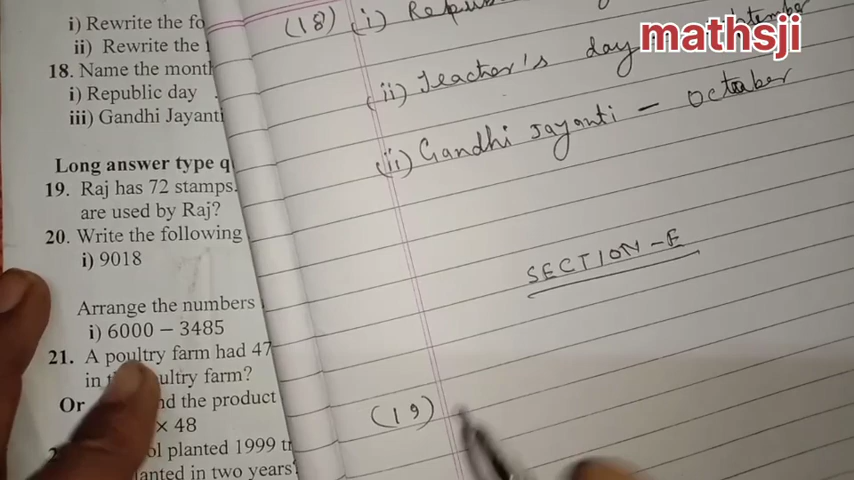 i) Rewrite the fo
ii) Rewrite the
18. Name the month
i) Republic day
iii) Gandhi Jayanti
Long answer type q
19. Raj has 72 stamps.
are used by Raj?
20. Write the following
i) 9018
Arrange the numbers
i) 6000 – 3485
21. A poultry farm had 47
in ultry farm?
Or nd the product
× 48
ol planted 1999 tr
lanted in two years?
(18) (i) Repub
mathsji
(ii) Teacher's day
(iii) Gandhi Jayanti – October
SECTION-E
(19)